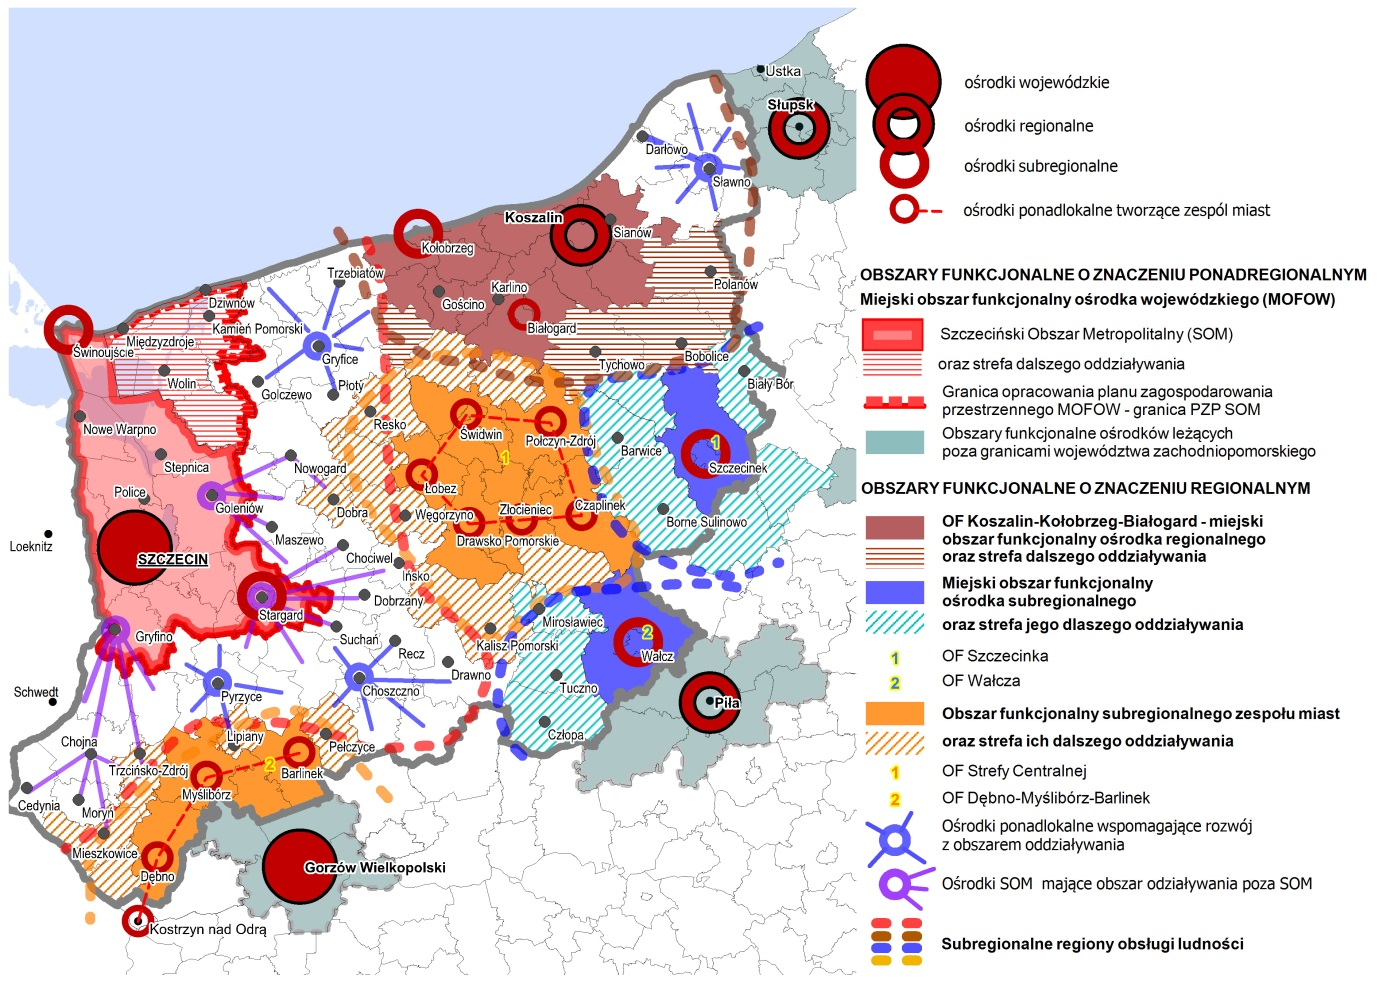 Ustka
Słupsk
Darłowo
Sławno
Koszalin
Sianów
Kołobrzeg
Trzebiatów
Karlino
Gościno
Polanów
Białogard
Dziwnów
Kamień Pomorski
Międzyzdroje
Świnoujście
Gryfice
Bobolice
Tychowo
Wolin
Płoty
Golczewo
Biały Bór
Nowe Warpno
Resko
Świdwin
Połczyn-Zdrój
1
Barwice
1
Szczecinek
Stepnica
Nowogard
Łobez
Police
Goleniów
Dobra
Węgorzyno
Złocieniec
Czaplinek
Borne Sulinowo
Maszewo
Drawsko Pomorskie
Loeknitz
SZCZECIN
Chociwel
Ińsko
Stargard
Dobrzany
Mirosławiec
Suchań
Gryfino
Kalisz Pomorski
2
Wałcz
Recz
Drawno
Schwedt
Pyrzyce
Choszczno
Tuczno
Piła
Człopa
Chojna
Lipiany
Pełczyce
Trzcińsko-Zdrój
2
Barlinek
Myślibórz
Cedynia
Moryń
Mieszkowice
Dębno
Gorzów Wielkopolski
Kostrzyn nad Odrą
ośrodki wojewódzkie
ośrodki regionalne
ośrodki subregionalne
ośrodki ponadlokalne tworzące zespól miast
OBSZARY FUNKCJONALNE O ZNACZENIU PONADREGIONALNYM
Miejski obszar funkcjonalny ośrodka wojewódzkiego (MOFOW)
Szczeciński Obszar Metropolitalny (SOM)
oraz strefa dalszego oddziaływania
Granica opracowania planu zagospodarowania
przestrzennego MOFOW - granica PZP SOM
Obszary funkcjonalne ośrodków leżących
poza granicami województwa zachodniopomorskiego
OBSZARY FUNKCJONALNE O ZNACZENIU REGIONALNYM
OF Koszalin-Kołobrzeg-Białogard - miejski
obszar funkcjonalny ośrodka regionalnego
oraz strefa dalszego oddziaływania
Miejski obszar funkcjonalny
ośrodka subregionalnego
oraz strefa jego dlaszego oddziaływania
1 OF Szczecinka
2 OF Wałcza
Obszar funkcjonalny subregionalnego zespołu miast
oraz strefa ich dalszego oddziaływania
1 OF Strefy Centralnej
2 OF Dębno-Myślibórz-Barlinek
Ośrodki ponadlokalne wspomagające rozwój
z obszarem oddziaływania
Ośrodki SOM mające obszar odziaływania poza SOM
Subregionalne regiony obsługi ludności